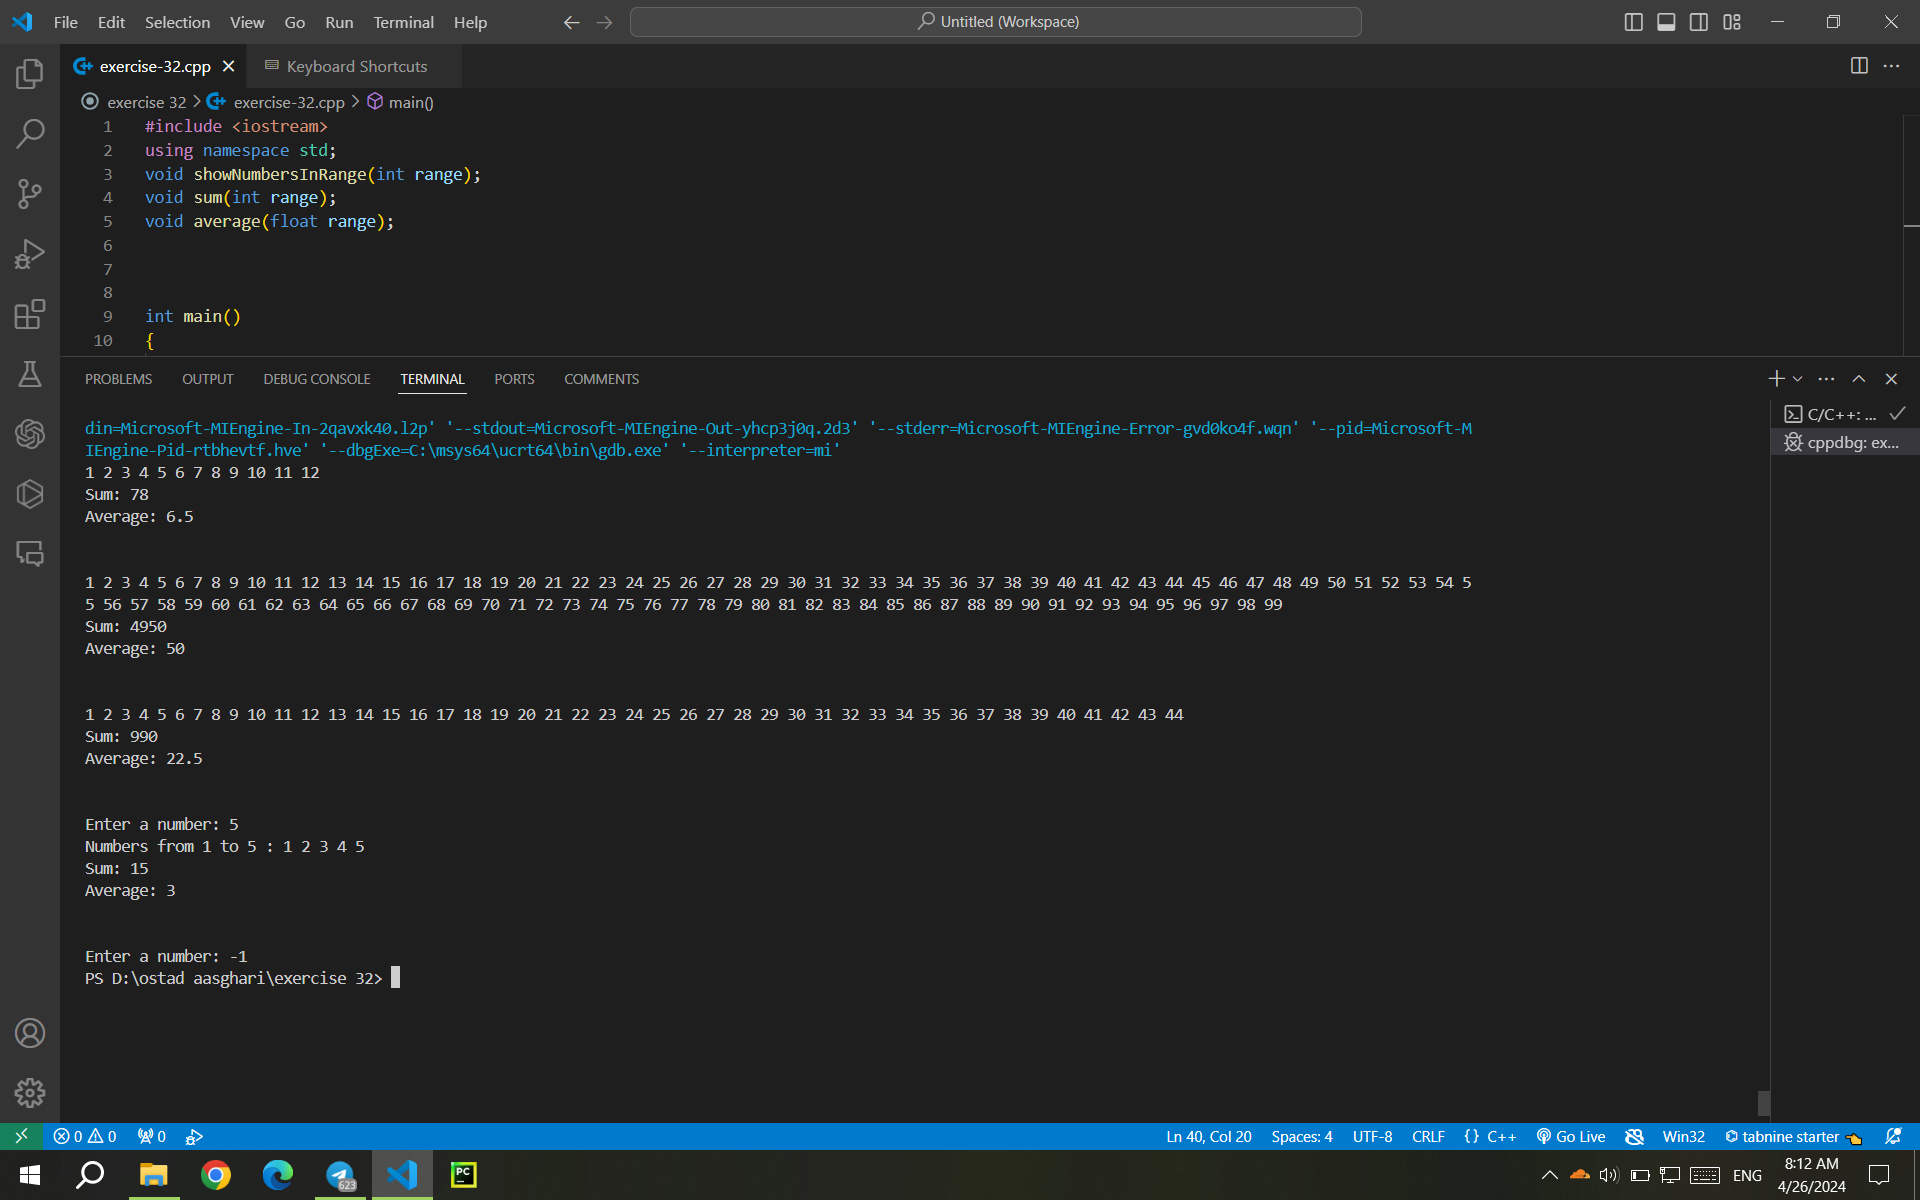 File Edit Selection View Go Run Terminal Help
Untitled (Workspace)
exercise-32.cpp
Keyboard Shortcuts
exercise 32 > exercise-32.cpp > main()
1 #include <iostream>
2 using namespace std;
3 void showNumbersInRange(int range);
4 void sum(int range);
5 void average(float range);
6
7
8
9 int main()
10 {
PROBLEMS OUTPUT DEBUG CONSOLE TERMINAL PORTS COMMENTS
C/C++: ...
cppdbg: ex...
din=Microsoft-MIEngine-In-2qavxk40.l2p' '--stdout=Microsoft-MIEngine-Out-yhcp3j0q.2d3' '--stderr=Microsoft-MIEngine-Error-gvd0ko4f.wqn' '--pid=Microsoft-M
IEngine-Pid-rtbhevtf.hve' '--dbgExe=C:\msys64\ucrt64\bin\gdb.exe' '--interpreter=mi'
1 2 3 4 5 6 7 8 9 10 11 12
Sum: 78
Average: 6.5
1 2 3 4 5 6 7 8 9 10 11 12 13 14 15 16 17 18 19 20 21 22 23 24 25 26 27 28 29 30 31 32 33 34 35 36 37 38 39 40 41 42 43 44 45 46 47 48 49 50 51 52 53 54 5
5 56 57 58 59 60 61 62 63 64 65 66 67 68 69 70 71 72 73 74 75 76 77 78 79 80 81 82 83 84 85 86 87 88 89 90 91 92 93 94 95 96 97 98 99
Sum: 4950
Average: 50
1 2 3 4 5 6 7 8 9 10 11 12 13 14 15 16 17 18 19 20 21 22 23 24 25 26 27 28 29 30 31 32 33 34 35 36 37 38 39 40 41 42 43 44
Sum: 990
Average: 22.5
Enter a number: 5
Numbers from 1 to 5 : 1 2 3 4 5
Sum: 15
Average: 3
Enter a number: -1
PS D:\ostad aasghari\exercise 32>
0 0 0 Ln 40, Col 20 Spaces: 4 UTF-8 CRLF {} C++ Go Live Win32 tabnine starter
623
PC
ENG
8:12 AM
4/26/2024